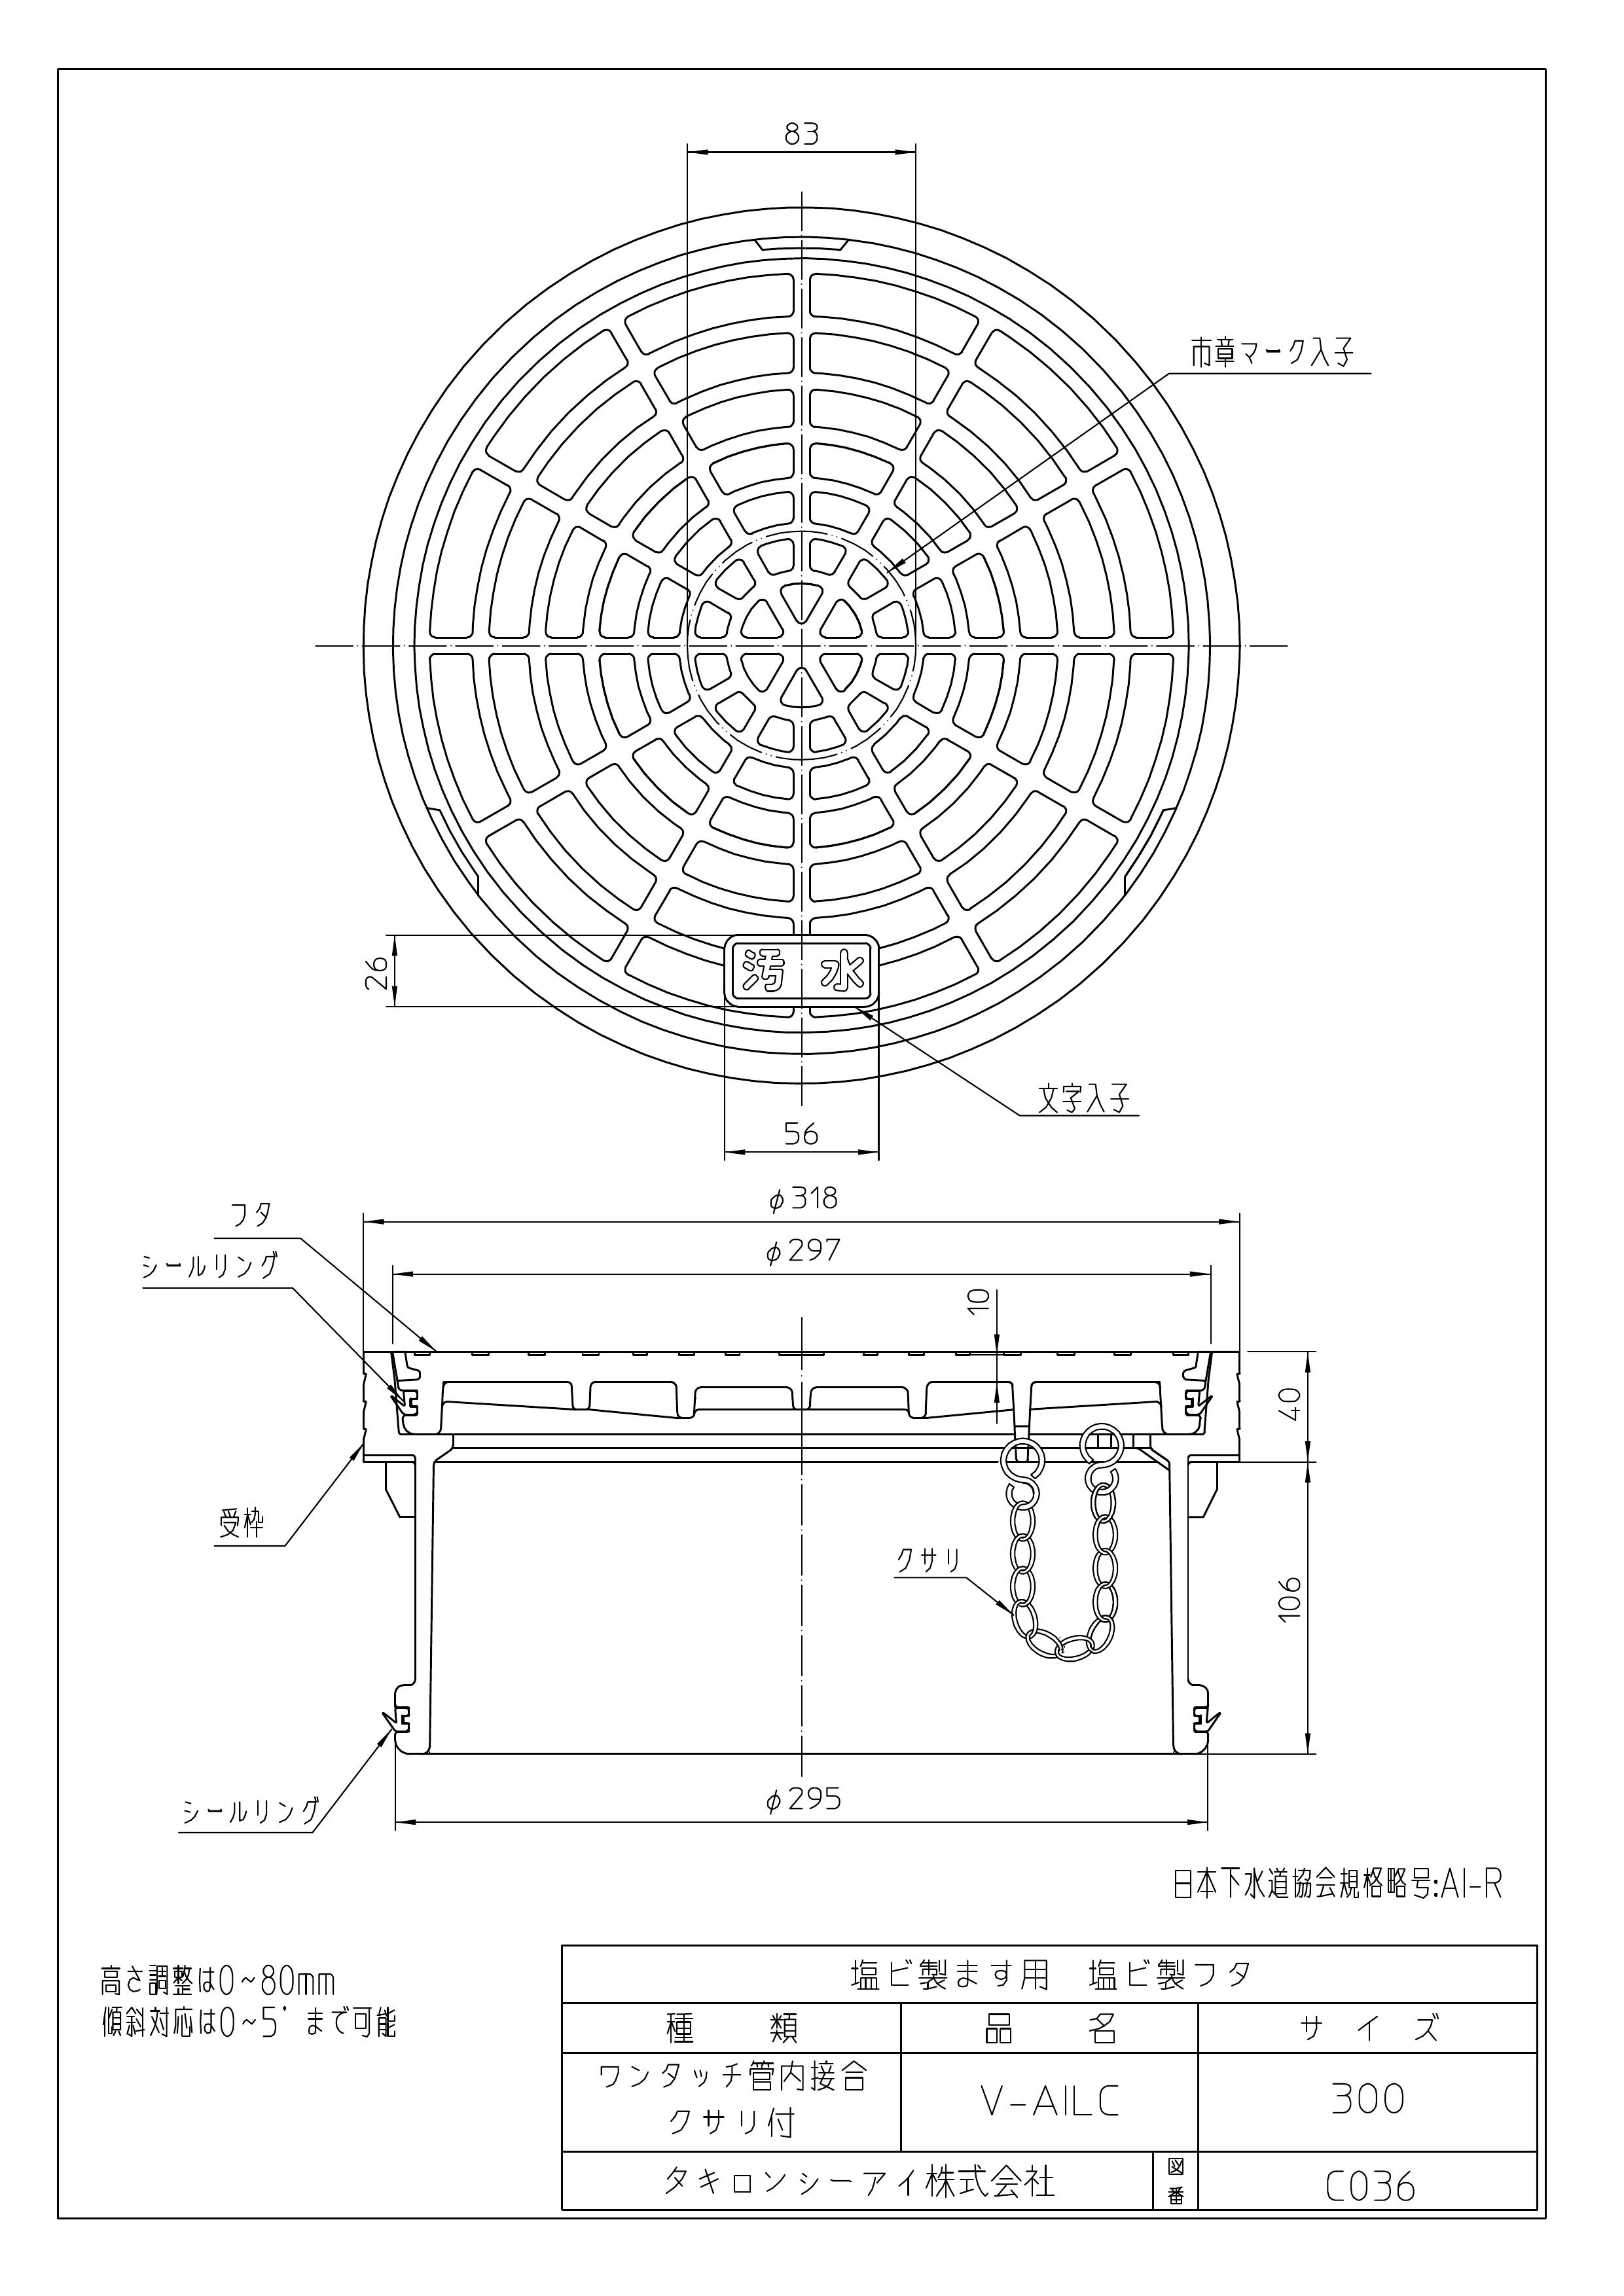 83
市章マーク入子
26
汚 水
文字入子
56
φ318
フタ
φ297
シールリング
10
40
受枠
クサリ
106
φ295
シールリング
日本下水道協会規格略号:AI-R
高さ調整は0~80mm
傾斜対応は0~5°まで可能
塩ビ製ます用 塩ビ製フタ
種 類 品 名 サ イ ズ
ワンタッチ管内接合
クサリ付
V-AILC
300
タキロンシーアイ株式会社
図番
C036